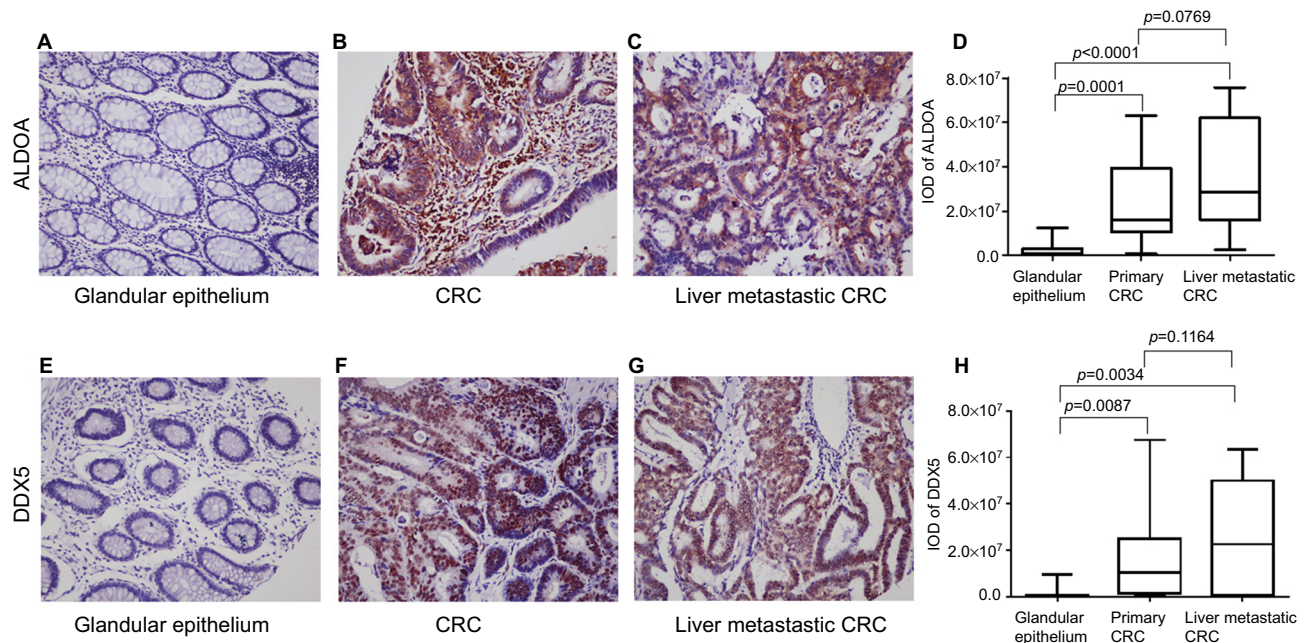 A
B
C
D
ALDOA
Glandular epithelium
CRC
Liver metastastic CRC
p=0.0769
p<0.0001
p=0.0001
IOD of ALDOA
8.0×10⁷
6.0×10⁷
4.0×10⁷
2.0×10⁷
0.0
Glandular
epithelium
Primary
CRC
Liver metastatic
CRC
E
F
G
H
DDX5
Glandular epithelium
CRC
Liver metastatic CRC
p=0.1164
p=0.0034
p=0.0087
IOD of DDX5
8.0×10⁷
6.0×10⁷
4.0×10⁷
2.0×10⁷
0.0
Glandular
epithelium
Primary
CRC
Liver metastatic
CRC